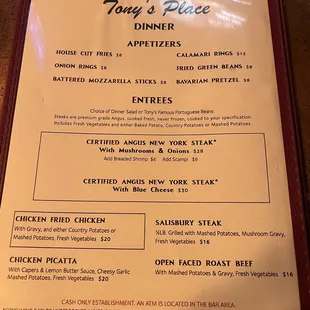 Tony's Place
DINNER
APPETIZERS
HOUSE CUT FRIES $8
CALAMARI RINGS $13
ONION RINGS $8
FRIED GREEN BEANS $8
BATTERED MOZZARELLA STICKS $8
BAVARIAN PRETZEL $8
ENTREES
Choice of Dinner Salad or Tony's Famous Portuguese Beans
Steaks are premium grade Angus, cooked fresh, never frozen, cooked to your specification.
Includes Fresh Vegetables and either Baked Potato, Country Potatoes or Mashed Potatoes.
CERTIFIED ANGUS NEW YORK STEAK*
With Mushrooms & Onions $28
Add Breaded Shrimp $6 Add Scampi $8
CERTIFIED ANGUS NEW YORK STEAK*
With Blue Cheese $30
CHICKEN FRIED CHICKEN
With Gravy, and either Country Potatoes or
Mashed Potatoes, Fresh Vegetables $20
SALISBURY STEAK
½LB. Grilled with Mashed Potatoes, Mushroom Gravy,
Fresh Vegetables $16
CHICKEN PICATTA
With Capers & Lemon Butter Sauce, Cheesy Garlic
Mashed Potatoes, Fresh Vegetables $20
OPEN FACED ROAST BEEF
With Mashed Potatoes & Gravy, Fresh Vegetables $16
CASH ONLY ESTABLISHMENT. AN ATM IS LOCATED IN THE BAR AREA.